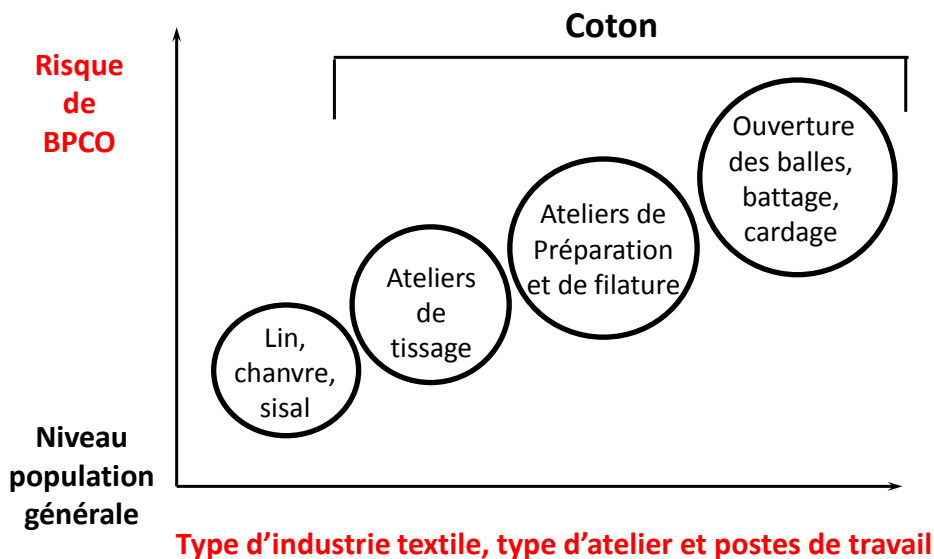 Coton
Risque
de
BPCO
Ouverture
des balles,
battage,
cardage
Ateliers de
Préparation
et de filature
Ateliers
de
tissage
Lin,
chanvre,
sisal
Niveau
population
générale
Type d’industrie textile, type d’atelier et postes de travail